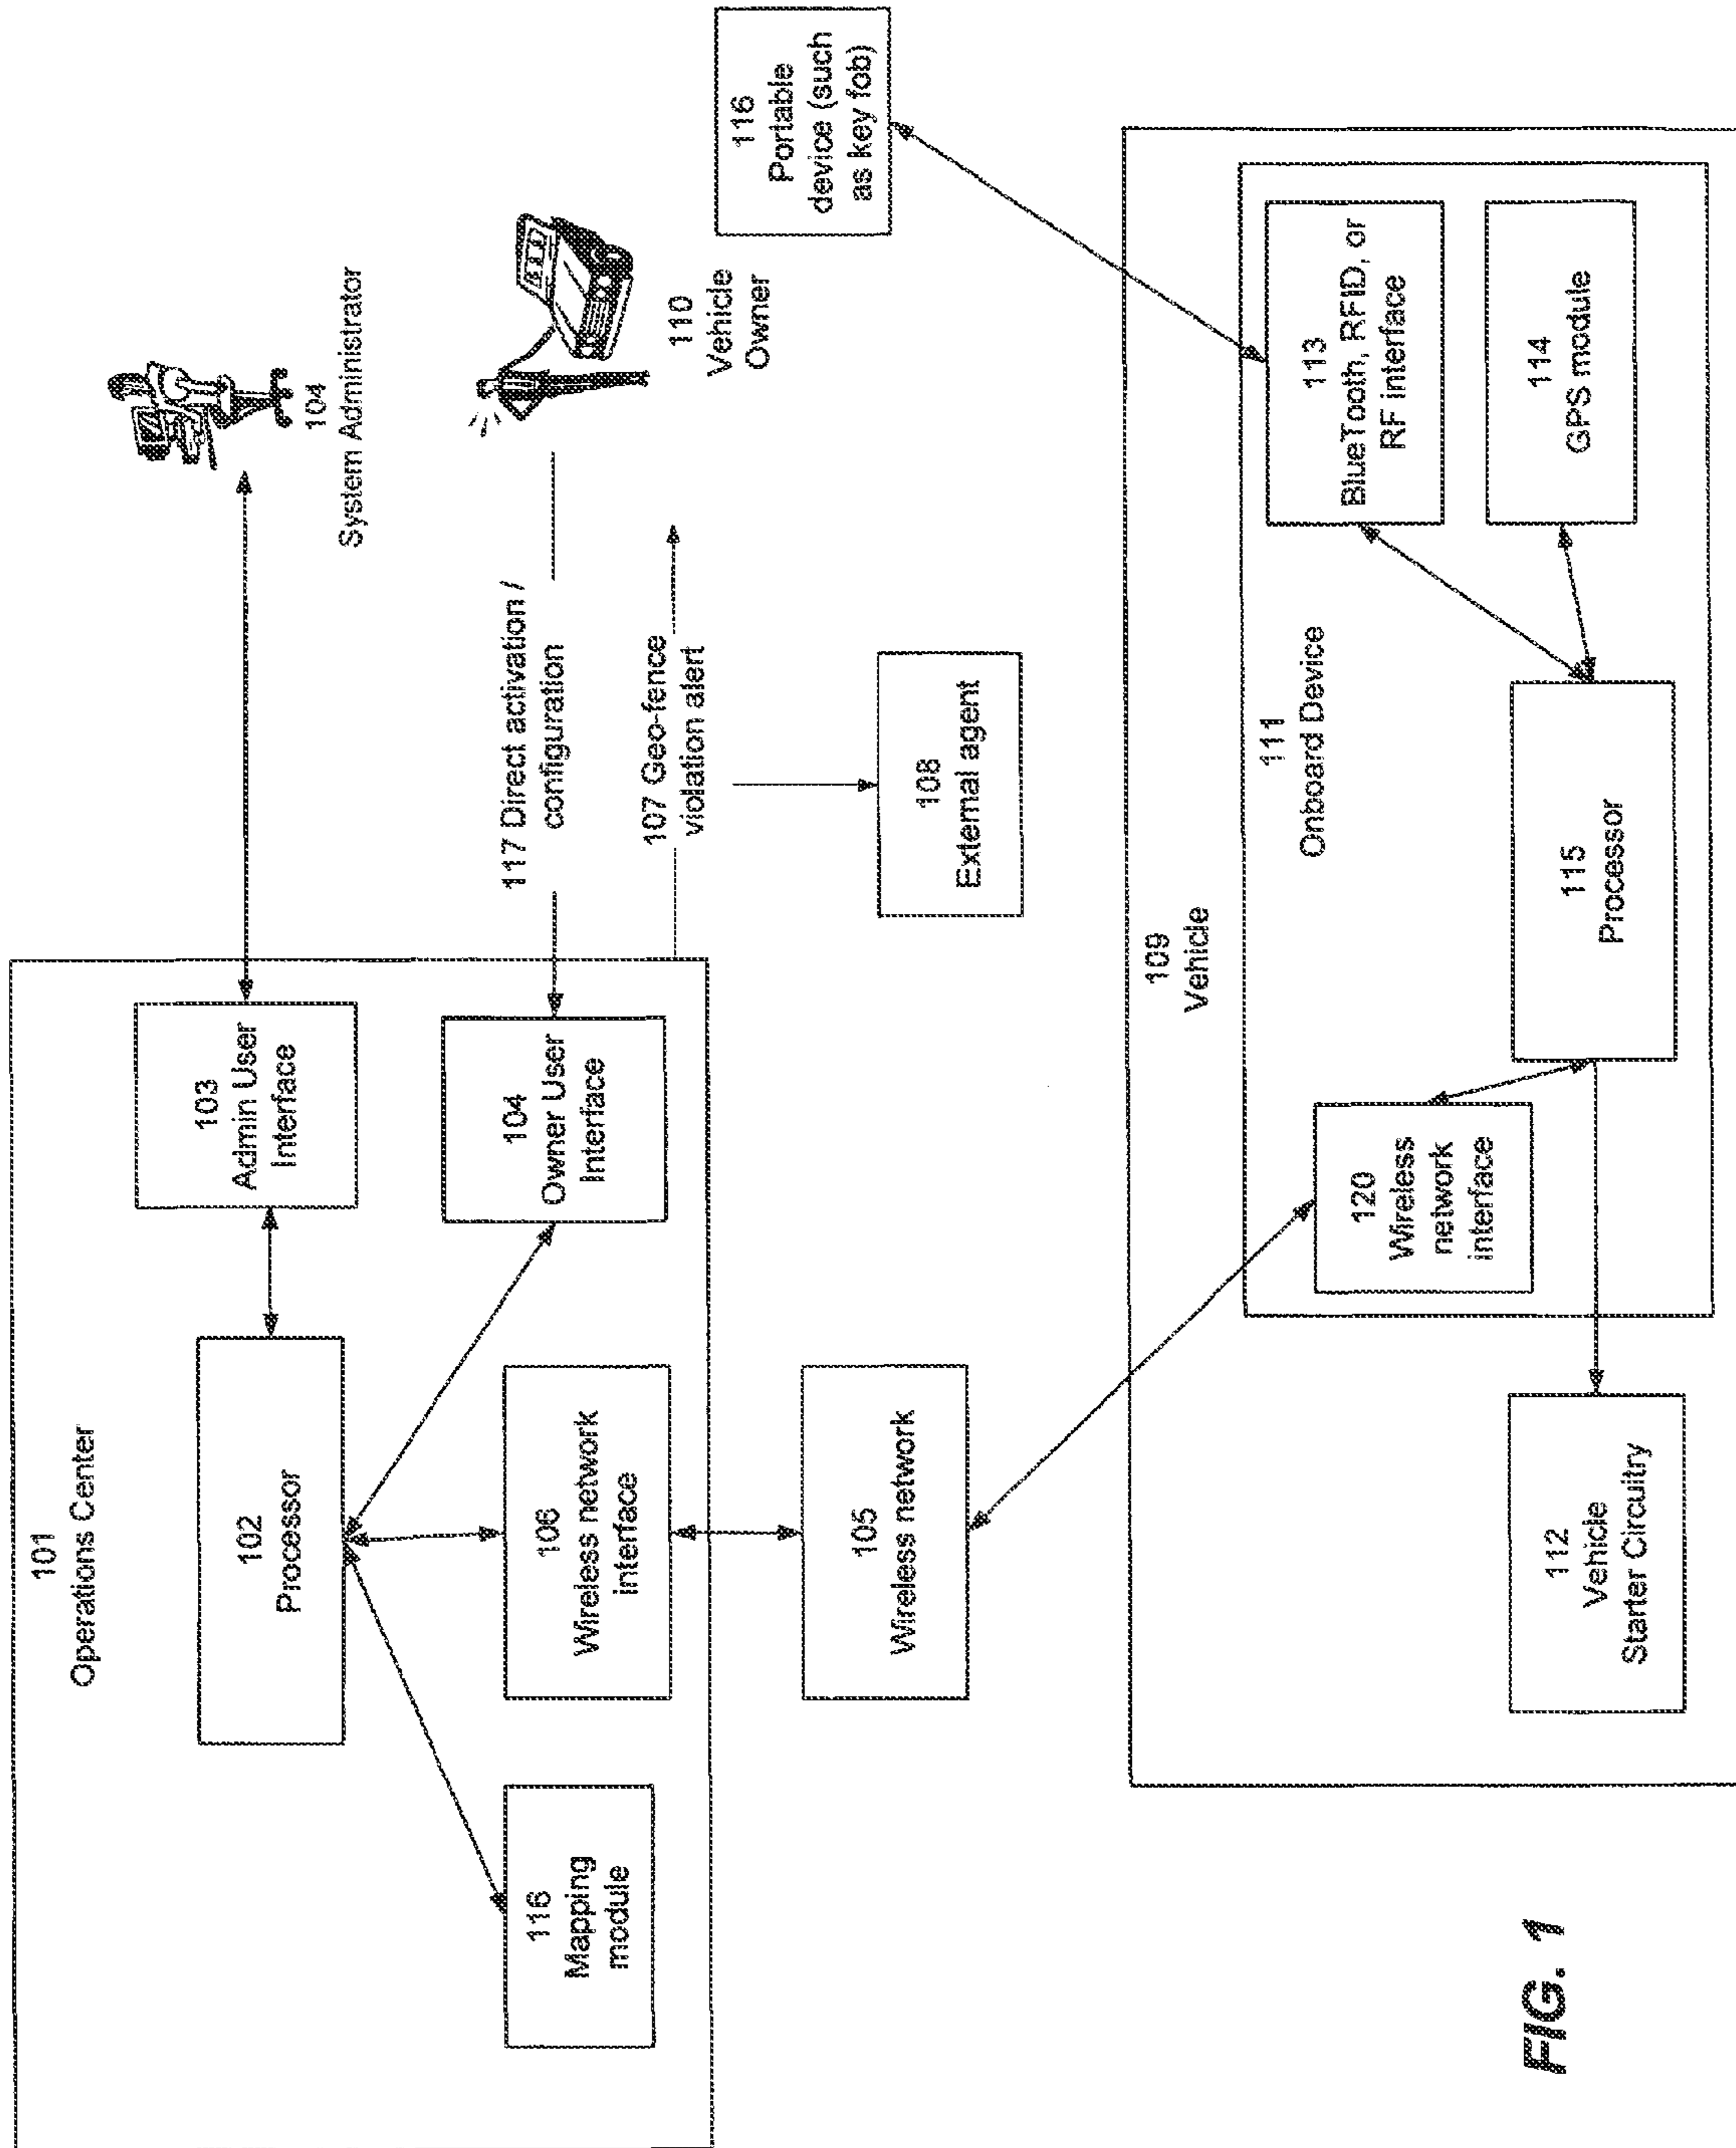 101
Operations Center
102
Processor
103
Admin User
Interface
104
System Administrator
116
Mapping
module
106
Wireless network
interface
104
Owner User
Interface
117 Direct activation /
configuration
110
Vehicle
Owner
107 Geo-fence
violation alert
105
Wireless network
108
External agent
116
Portable
device (such
as key fob)
109
Vehicle
111
Onboard Device
120
Wireless
network
interface
113
BlueTooth, RFID, or
RF interface
112
Vehicle
Starter Circuitry
115
Processor
114
GPS module
FIG. 1